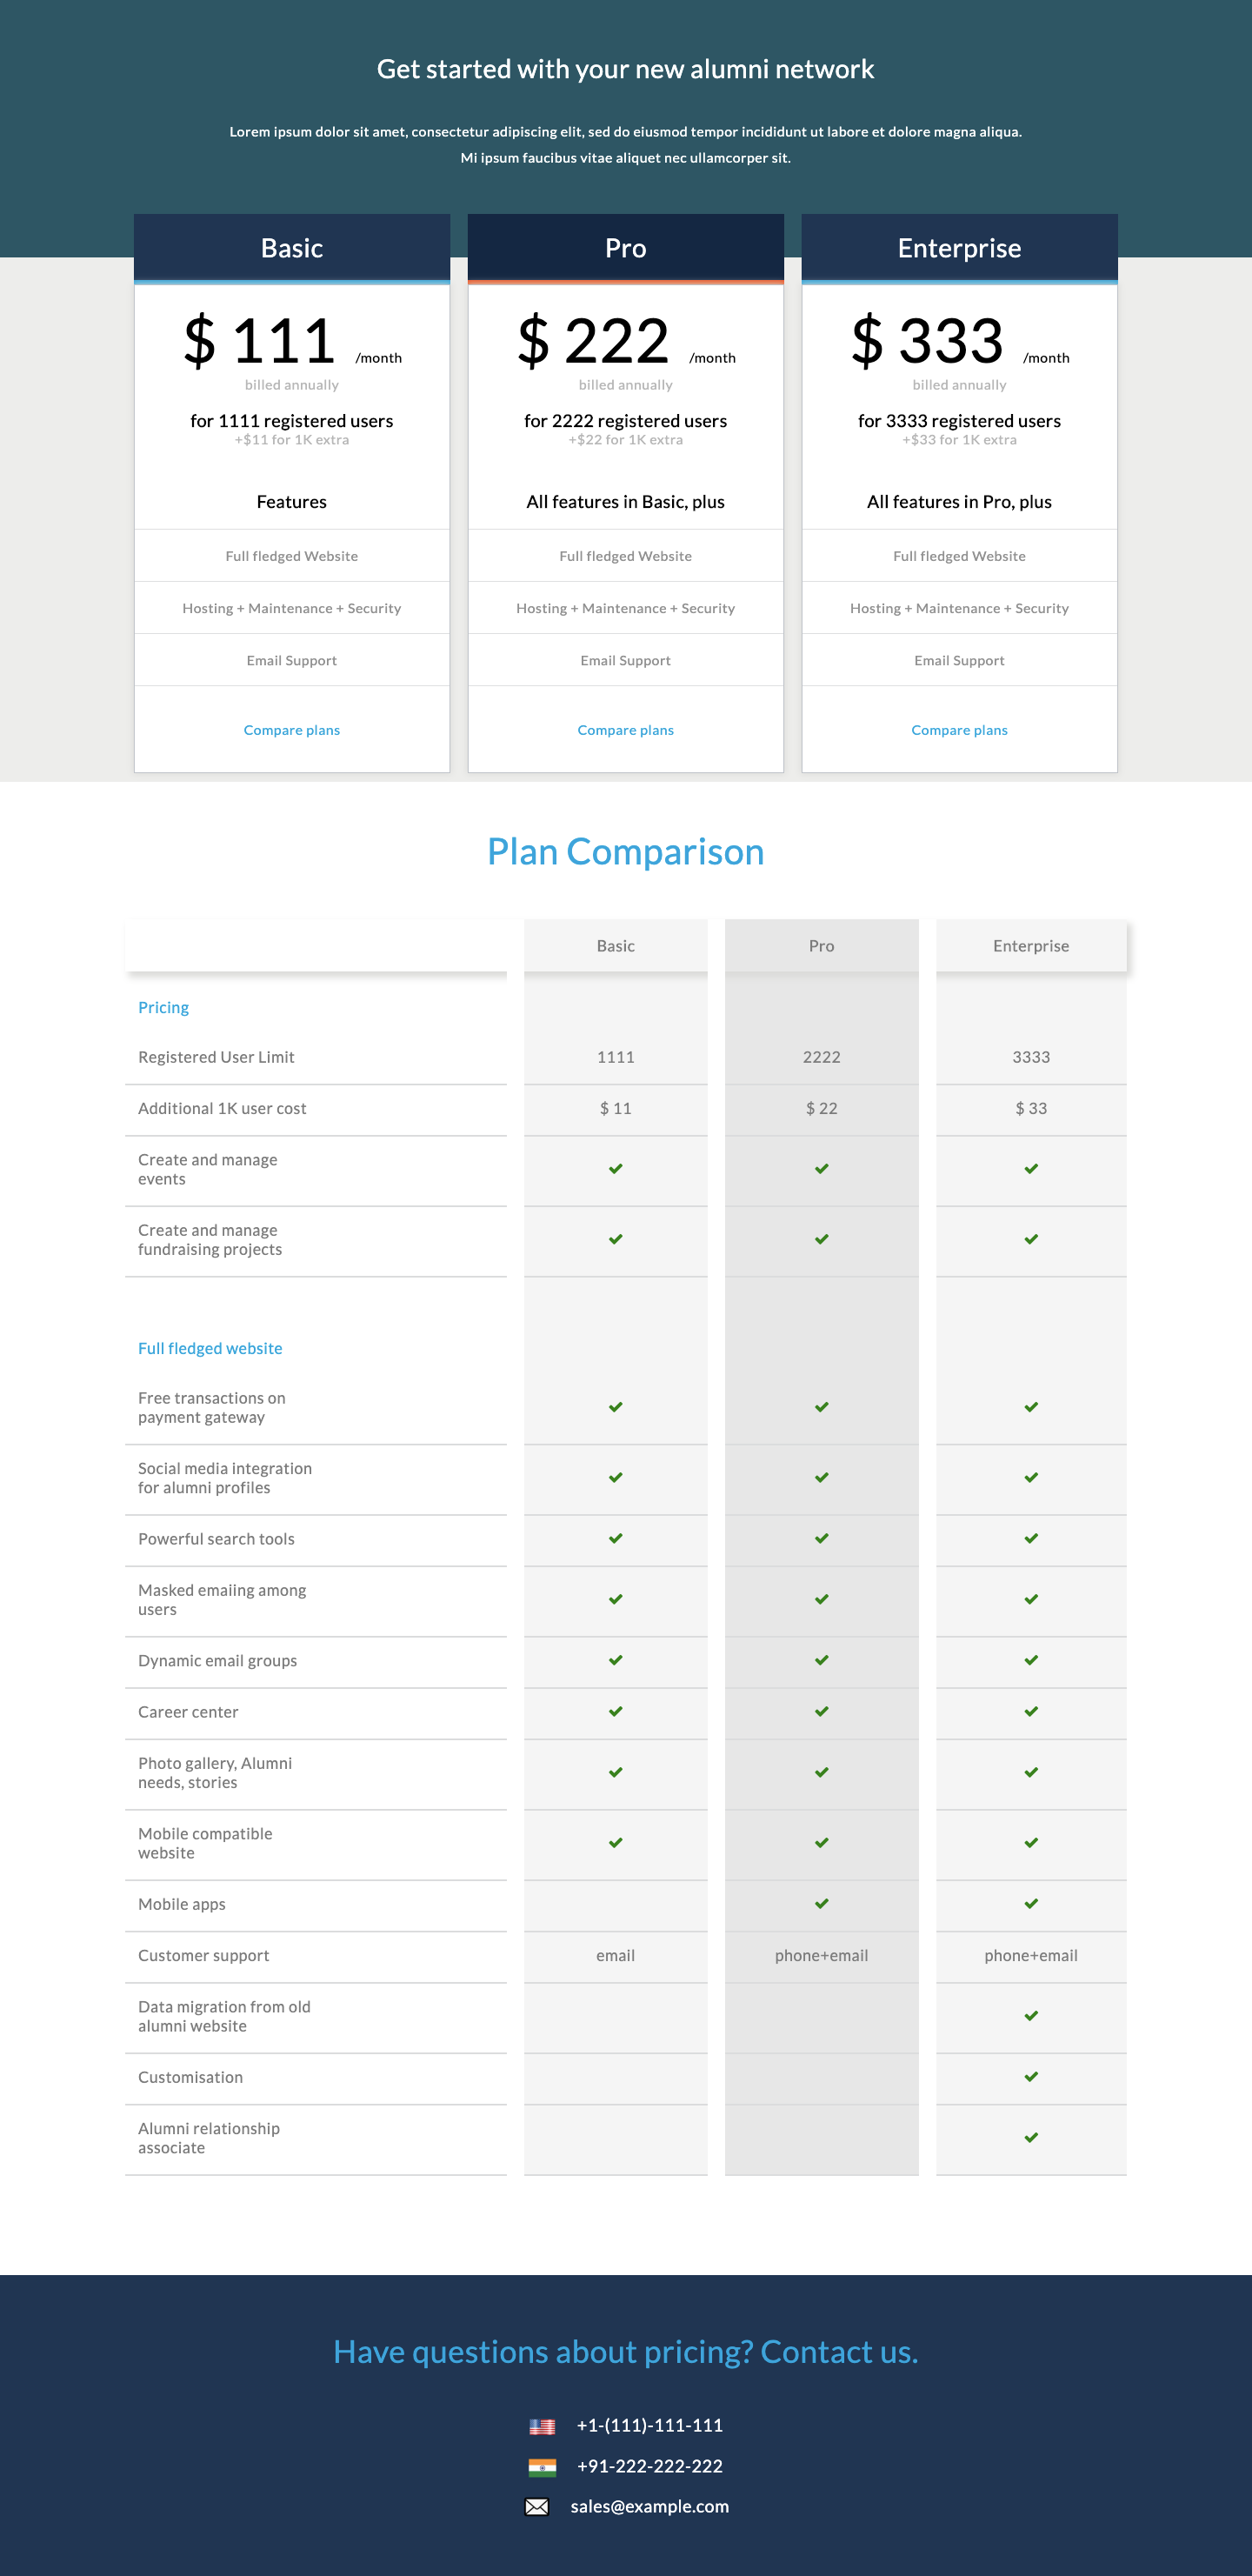 Get started with your new alumni network
Lorem ipsum dolor sit amet, consectetur adipiscing elit, sed do eiusmod tempor incididunt ut labore et dolore magna aliqua.
Mi ipsum faucibus vitae aliquet nec ullamcorper sit.
Basic
$ 111 /month
billed annually
for 1111 registered users
+$11 for 1K extra
Features
Full fledged Website
Hosting + Maintenance + Security
Email Support
Compare plans
Pro
$ 222 /month
billed annually
for 2222 registered users
+$22 for 1K extra
All features in Basic, plus
Full fledged Website
Hosting + Maintenance + Security
Email Support
Compare plans
Enterprise
$ 333 /month
billed annually
for 3333 registered users
+$33 for 1K extra
All features in Pro, plus
Full fledged Website
Hosting + Maintenance + Security
Email Support
Compare plans
Plan Comparison
Basic Pro Enterprise
Pricing
Registered User Limit 1111 2222 3333
Additional 1K user cost $ 11 $ 22 $ 33
Create and manage
events
Create and manage
fundraising projects
Full fledged website
Free transactions on
payment gateway
Social media integration
for alumni profiles
Powerful search tools
Masked emaiing among
users
Dynamic email groups
Career center
Photo gallery, Alumni
needs, stories
Mobile compatible
website
Mobile apps
Customer support email phone+email phone+email
Data migration from old
alumni website
Customisation
Alumni relationship
associate
Have questions about pricing? Contact us.
+1-(111)-111-111
+91-222-222-222
sales@example.com